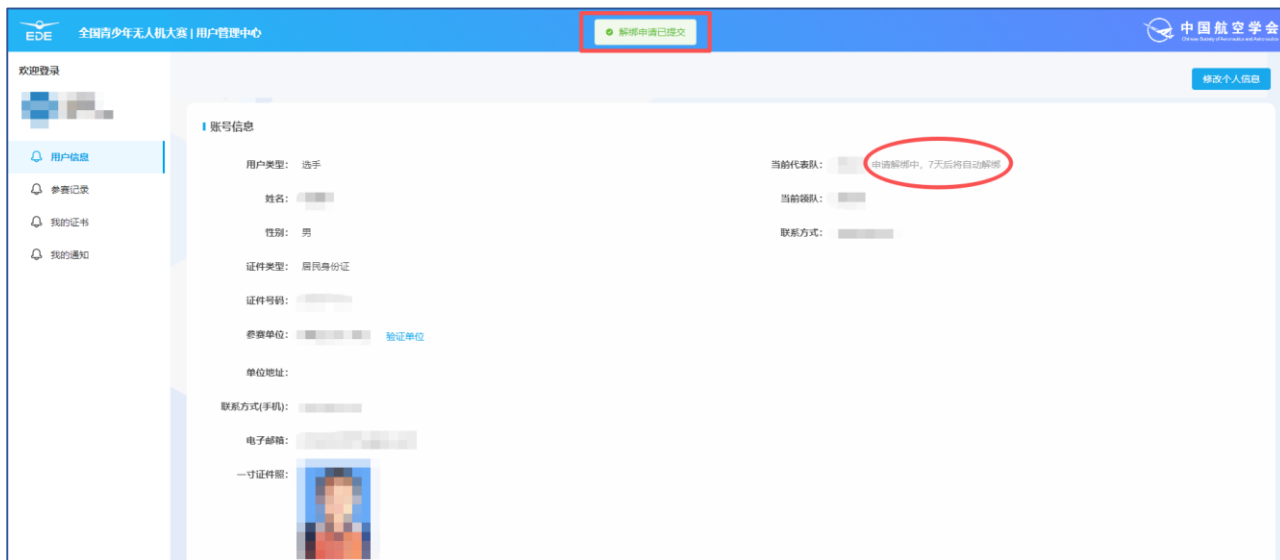 EDE 全国青少年无人机大赛 | 用户管理中心
解绑申请已提交
中国航空学会
Chinese Society of Aeronautics and Astronautics
欢迎登录
修改个人信息
用户信息
参赛记录
我的证书
我的通知
账号信息
用户类型： 选手
当前代表队： 申请解绑中，7天后将自动解绑
姓名：
当前领队：
性别： 男
联系方式：
证件类型： 居民身份证
证件号码：
参赛单位： 验证单位
单位地址：
联系方式(手机)：
电子邮箱：
一寸证件照：